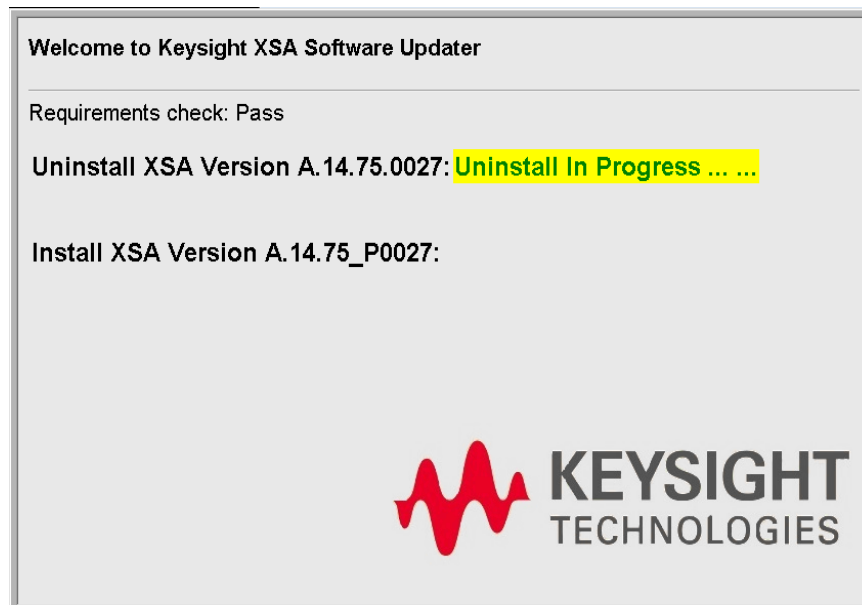 Welcome to Keysight XSA Software Updater
Requirements check: Pass
Uninstall XSA Version A.14.75.0027: Uninstall In Progress ... ...
Install XSA Version A.14.75_P0027:
KEYSIGHT
TECHNOLOGIES